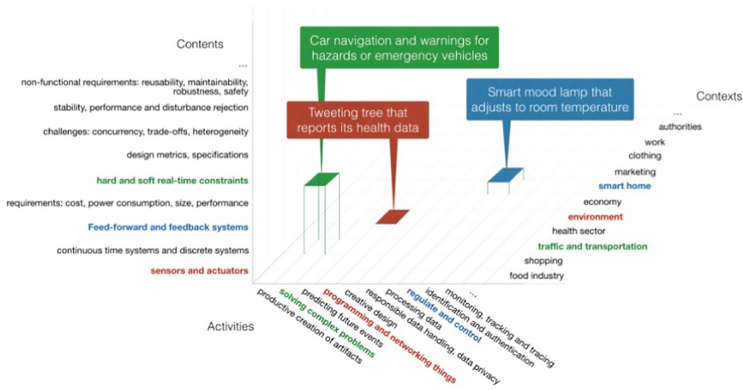 Contents
...
non-functional requirements: reusability, maintainability,
robustness, safety
stability, performance and disturbance rejection
challenges: concurrency, trade-offs, heterogeneity
design metrics, specifications
hard and soft real-time constraints
requirements: cost, power consumption, size, performance
Feed-forward and feedback systems
continuous time systems and discrete systems
sensors and actuators
Car navigation and warnings for
hazards or emergency vehicles
Tweeting tree that
reports its health data
Smart mood lamp that
adjusts to room temperature
Contexts
...
authorities
work
clothing
marketing
smart home
economy
environment
health sector
traffic and transportation
shopping
food industry
Activities
productive creation of artifacts
solving complex problems
predicting future events
programming and networking things
creative design
responsible data handling, data privacy
processing data
regulate and control
identification and authentication
monitoring, tracking and tracing
...